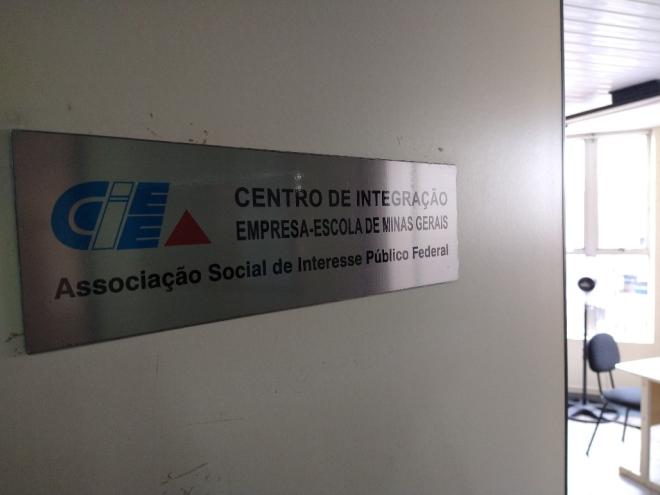 CIEE
CENTRO DE INTEGRAÇÃO
EMPRESA-ESCOLA DE MINAS GERAIS
Associação Social de Interesse Público Federal